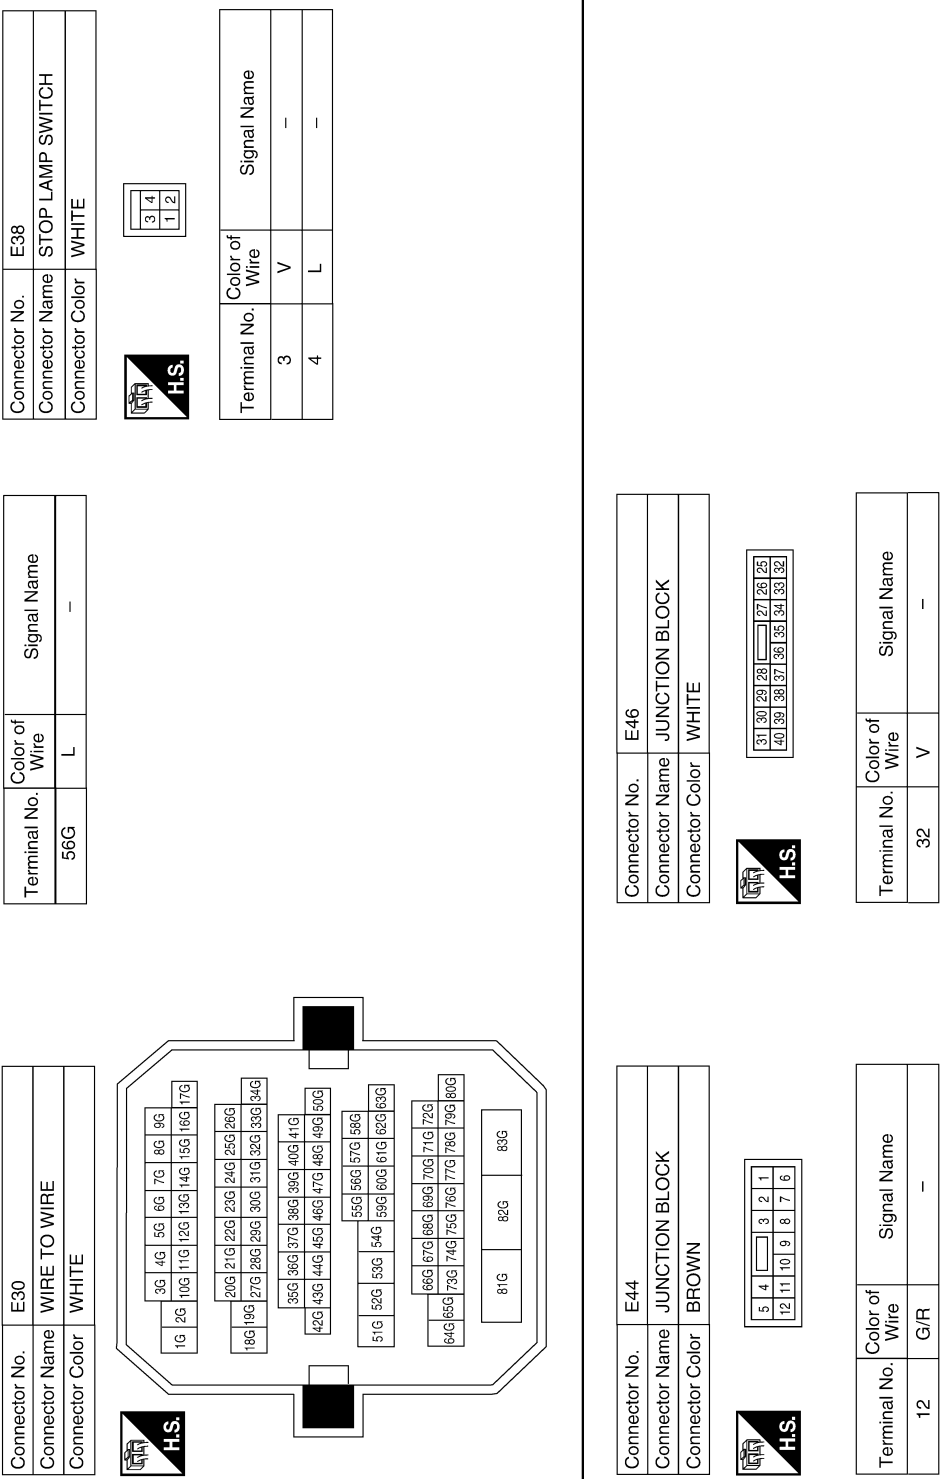 Connector No. E30
Connector Name WIRE TO WIRE
Connector Color WHITE
H.S.
3G 4G 5G 6G 7G 8G 9G
1G 2G 10G 11G 12G 13G 14G 15G 16G 17G
20G 21G 22G 23G 24G 25G 26G
18G 19G 27G 28G 29G 30G 31G 32G 33G 34G
35G 36G 37G 38G 39G 40G 41G
42G 43G 44G 45G 46G 47G 48G 49G 50G
55G 56G 57G 58G
51G 52G 53G 54G 59G 60G 61G 62G 63G
66G 67G 68G 69G 70G 71G 72G
64G 65G 73G 74G 75G 76G 77G 78G 79G 80G
81G 82G 83G
Terminal No. Color of Wire Signal Name
56G L –
Connector No. E38
Connector Name STOP LAMP SWITCH
Connector Color WHITE
H.S.
3 4
1 2
Terminal No. Color of Wire Signal Name
3 V –
4 L –
Connector No. E44
Connector Name JUNCTION BLOCK
Connector Color BROWN
H.S.
5 4 3 2 1
12 11 10 9 8 7 6
Terminal No. Color of Wire Signal Name
12 G/R –
Connector No. E46
Connector Name JUNCTION BLOCK
Connector Color WHITE
H.S.
31 30 29 28 27 26 25
40 39 38 37 36 35 34 33 32
Terminal No. Color of Wire Signal Name
32 V –